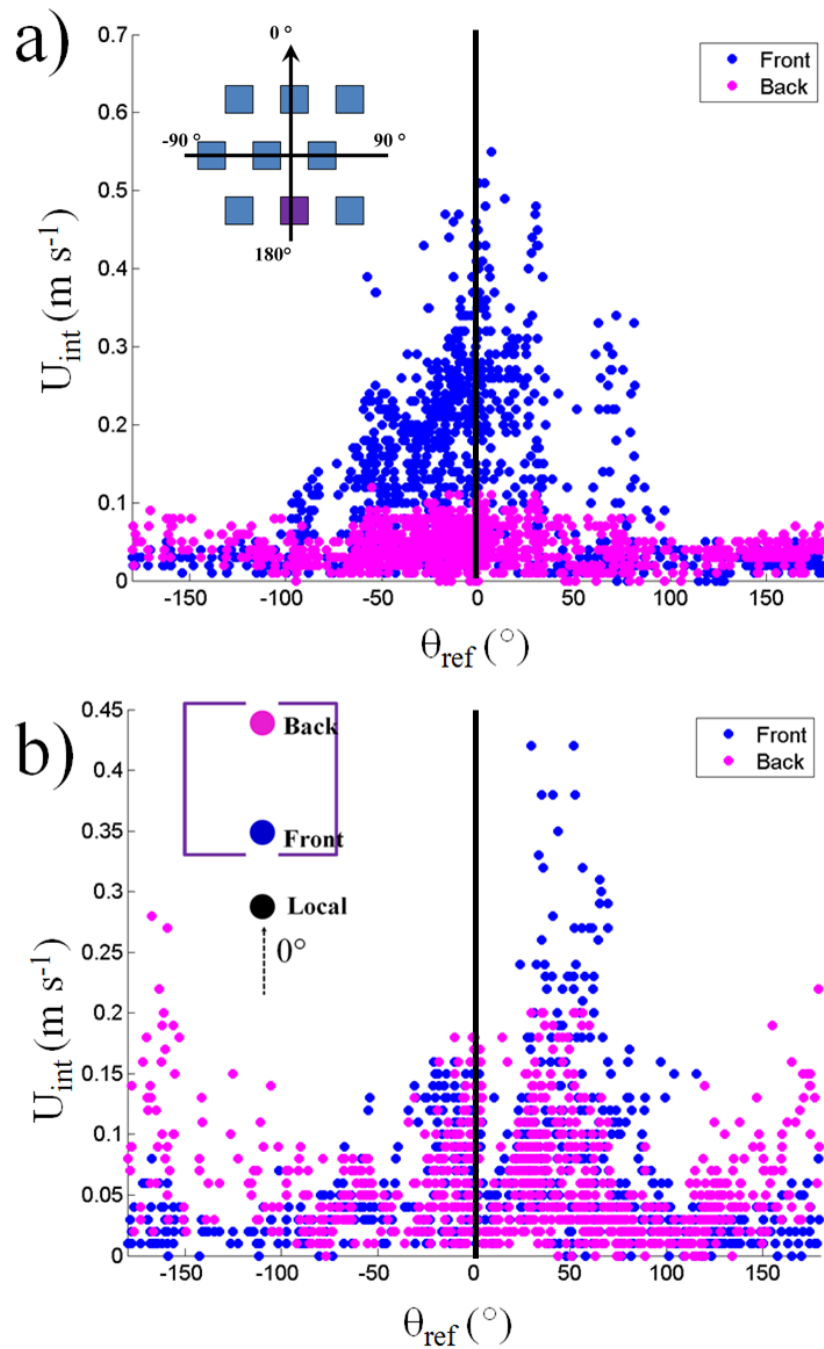 a)
0 °
-90 °
90 °
180°
Front
Back
0.7
0.6
0.5
0.4
0.3
0.2
0.1
0
U_int (m s⁻¹)
-150
-100
-50
0
50
100
150
θ_ref (°)
b)
Back
Front
Local
0°
Front
Back
0.45
0.4
0.35
0.3
0.25
0.2
0.15
0.1
0.05
0
U_int (m s⁻¹)
-150
-100
-50
0
50
100
150
θ_ref (°)